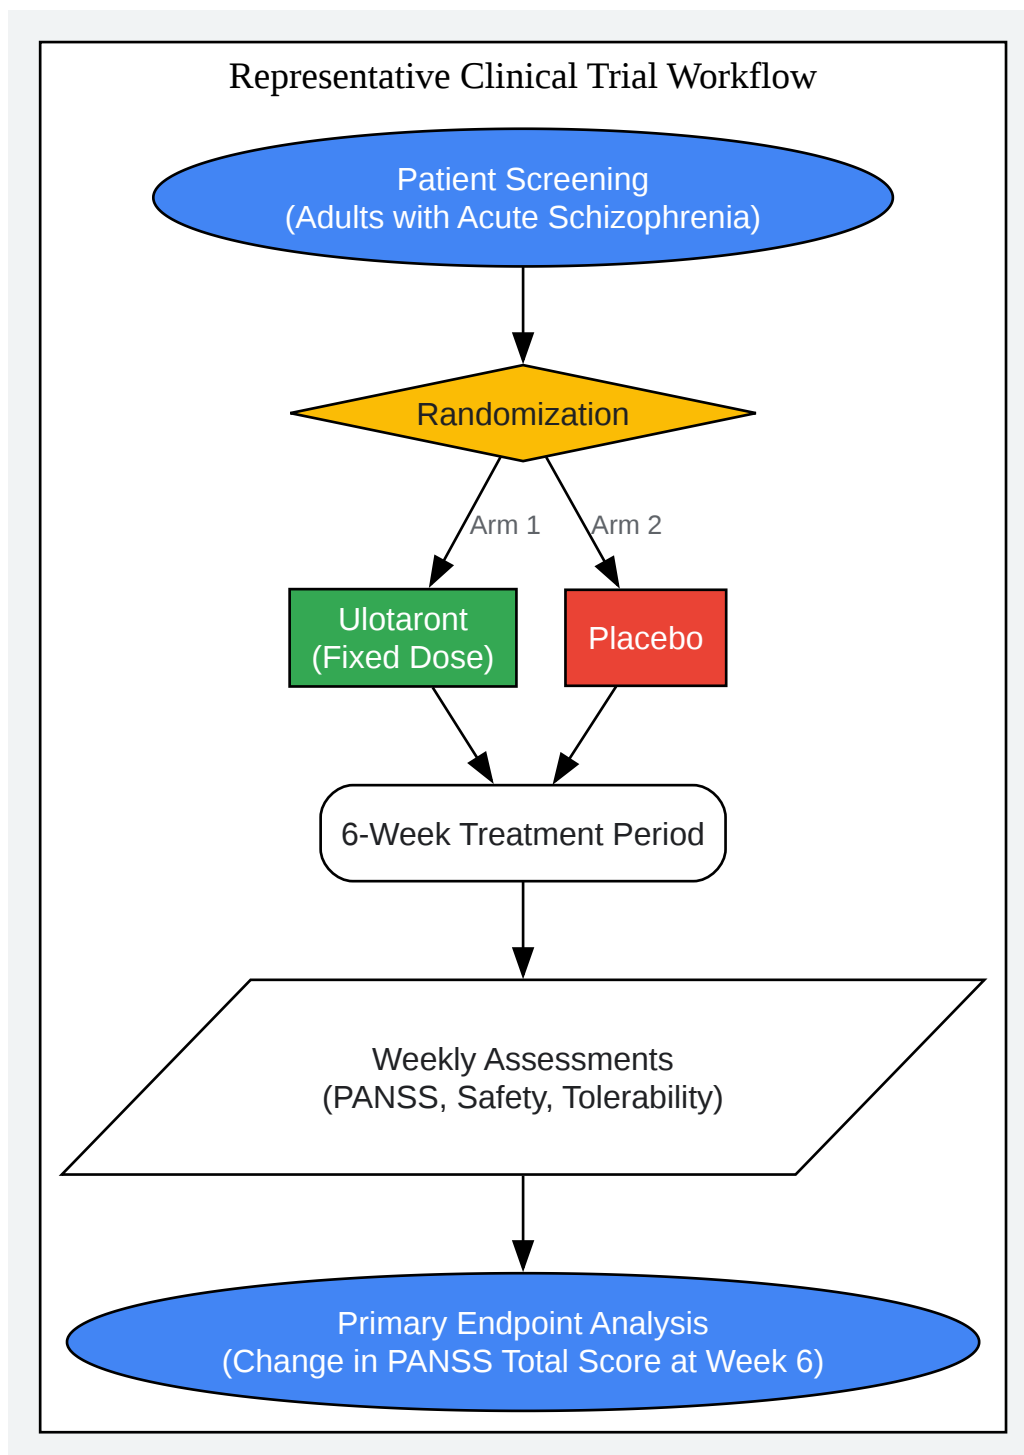 Representative Clinical Trial Workflow
Patient Screening
(Adults with Acute Schizophrenia)
Randomization
Arm 1
Arm 2
Ulotaront
(Fixed Dose)
Placebo
6-Week Treatment Period
Weekly Assessments
(PANSS, Safety, Tolerability)
Primary Endpoint Analysis
(Change in PANSS Total Score at Week 6)